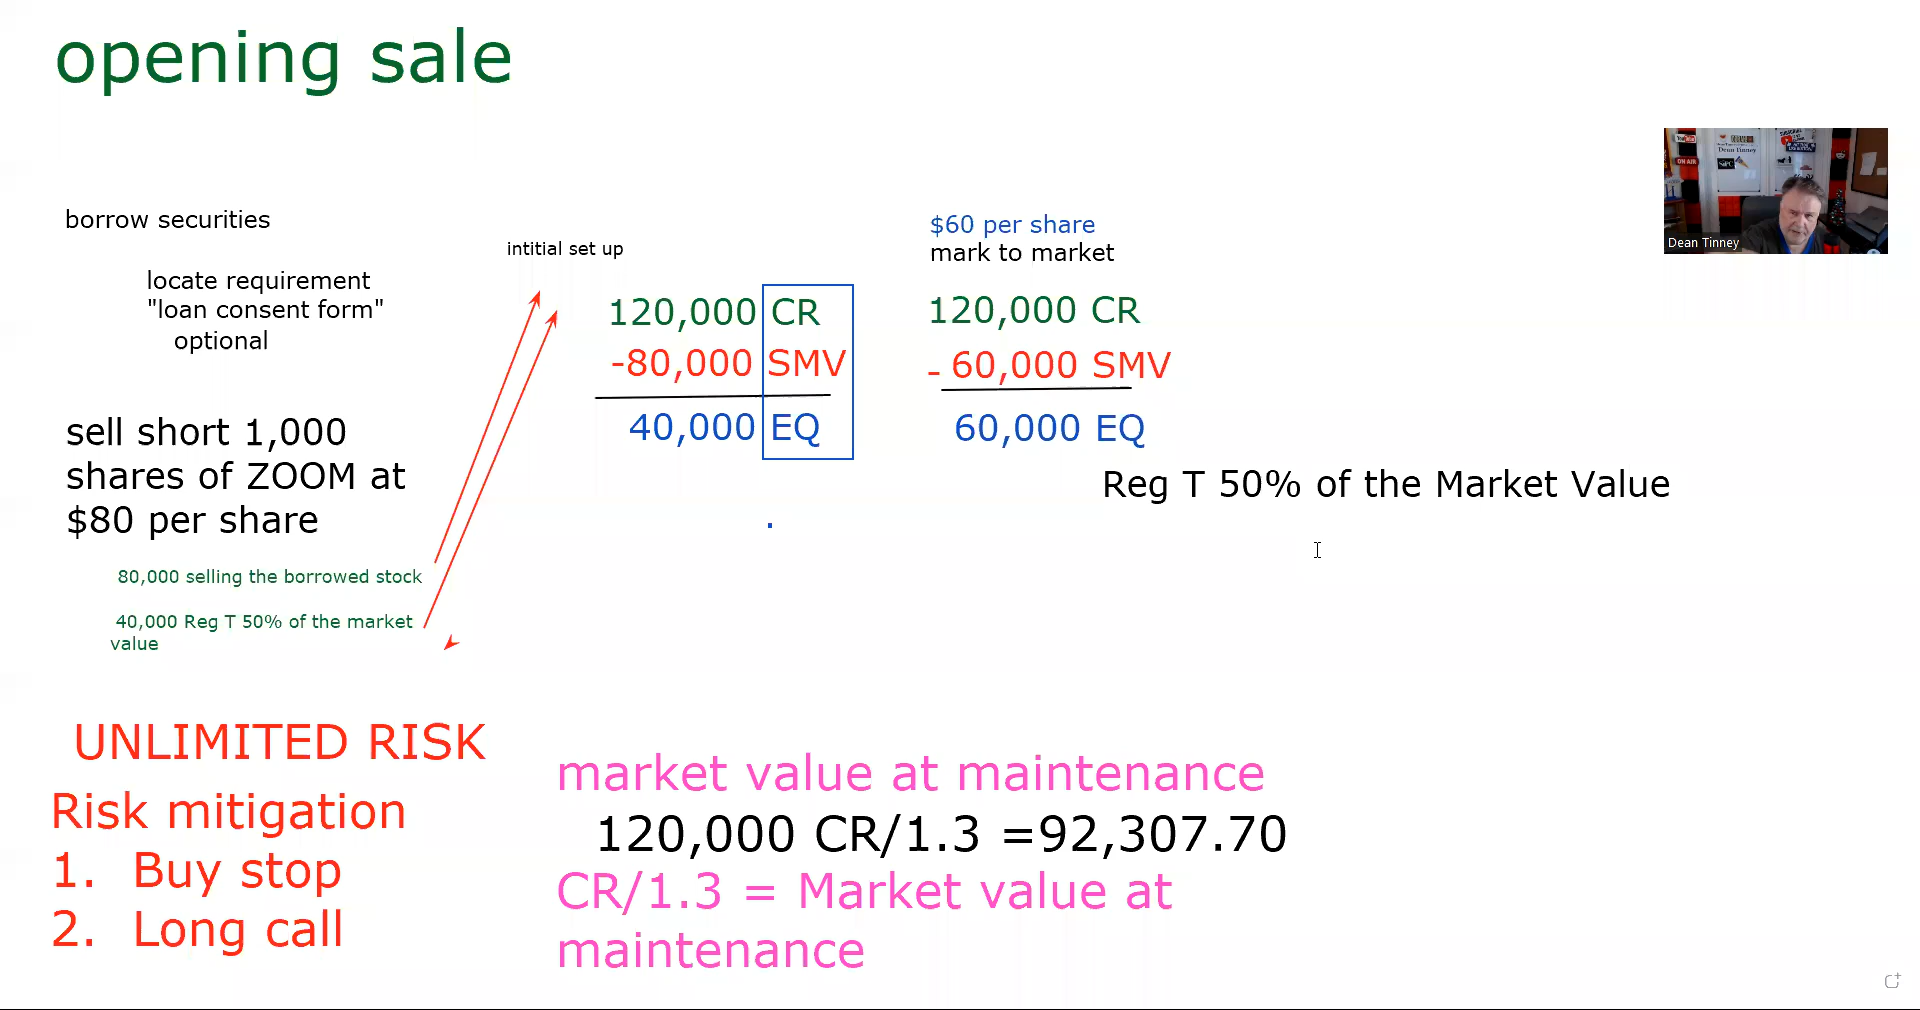 opening sale
borrow securities
locate requirement
"loan consent form"
optional
sell short 1,000
shares of ZOOM at
$80 per share
80,000 selling the borrowed stock
40,000 Reg T 50% of the market
value
intitial set up
120,000 CR
-80,000 SMV
40,000 EQ
$60 per share
mark to market
120,000 CR
- 60,000 SMV
60,000 EQ
Reg T 50% of the Market Value
UNLIMITED RISK
Risk mitigation
1. Buy stop
2. Long call
market value at maintenance
120,000 CR/1.3 =92,307.70
CR/1.3 = Market value at
maintenance
YouTube
ON AIR
Dean Tinney
Dean Tinney